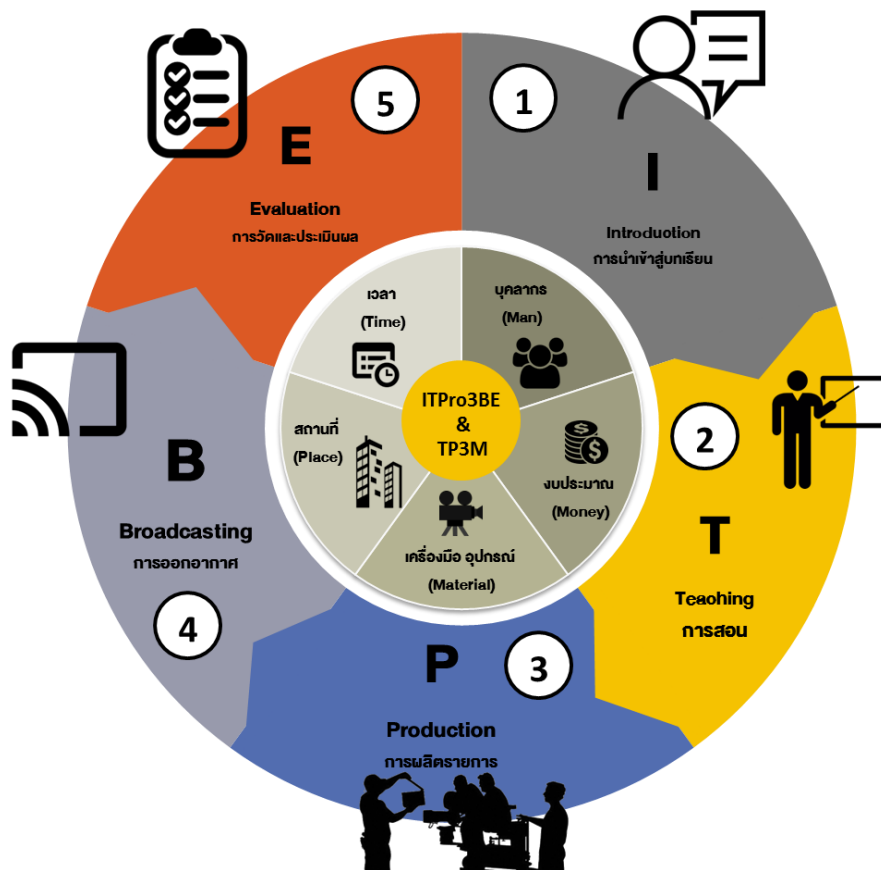 1
I
Introduction
การนำเข้าสู่บทเรียน
2
T
Teaching
การสอน
3
P
Production
การผลิตรายการ
4
B
Broadcasting
การออกอากาศ
5
E
Evaluation
การวัดและประเมินผล
เวลา
(Time)
บุคลากร
(Man)
งบประมาณ
(Money)
เครื่องมือ อุปกรณ์
(Material)
สถานที่
(Place)
ITPro3BE
&
TP3M